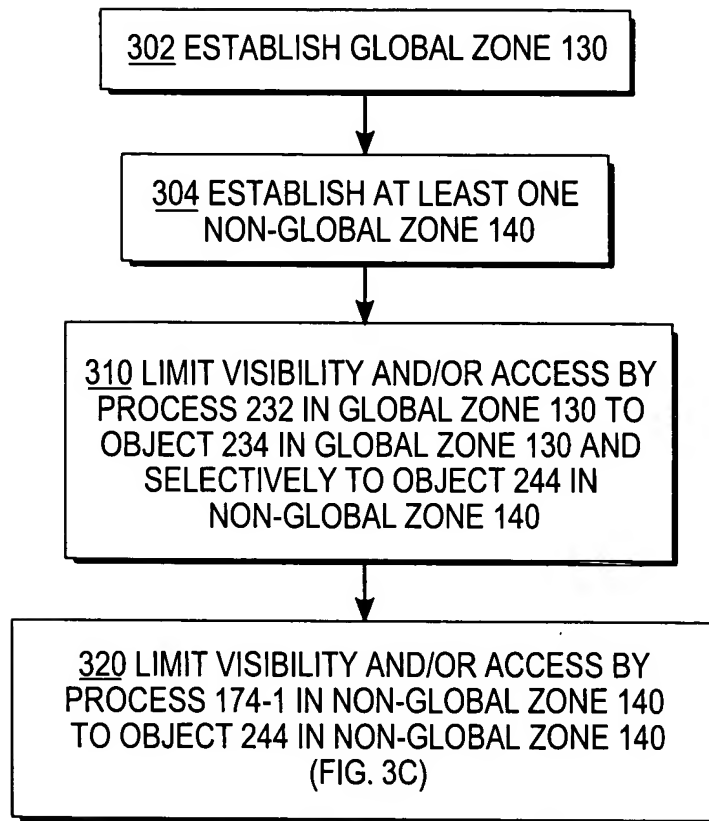 302 ESTABLISH GLOBAL ZONE 130
304 ESTABLISH AT LEAST ONE
NON-GLOBAL ZONE 140
310 LIMIT VISIBILITY AND/OR ACCESS BY
PROCESS 232 IN GLOBAL ZONE 130 TO
OBJECT 234 IN GLOBAL ZONE 130 AND
SELECTIVELY TO OBJECT 244 IN
NON-GLOBAL ZONE 140
320 LIMIT VISIBILITY AND/OR ACCESS BY
PROCESS 174-1 IN NON-GLOBAL ZONE 140
TO OBJECT 244 IN NON-GLOBAL ZONE 140
(FIG. 3C)